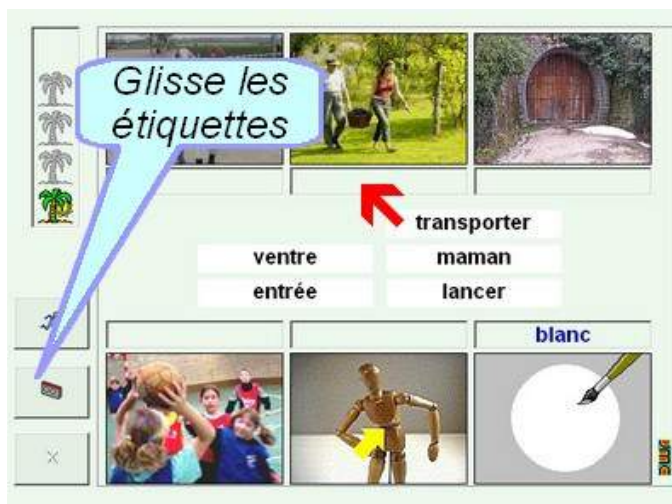 Glisse les
étiquettes
transporter
ventre maman
entrée lancer
blanc